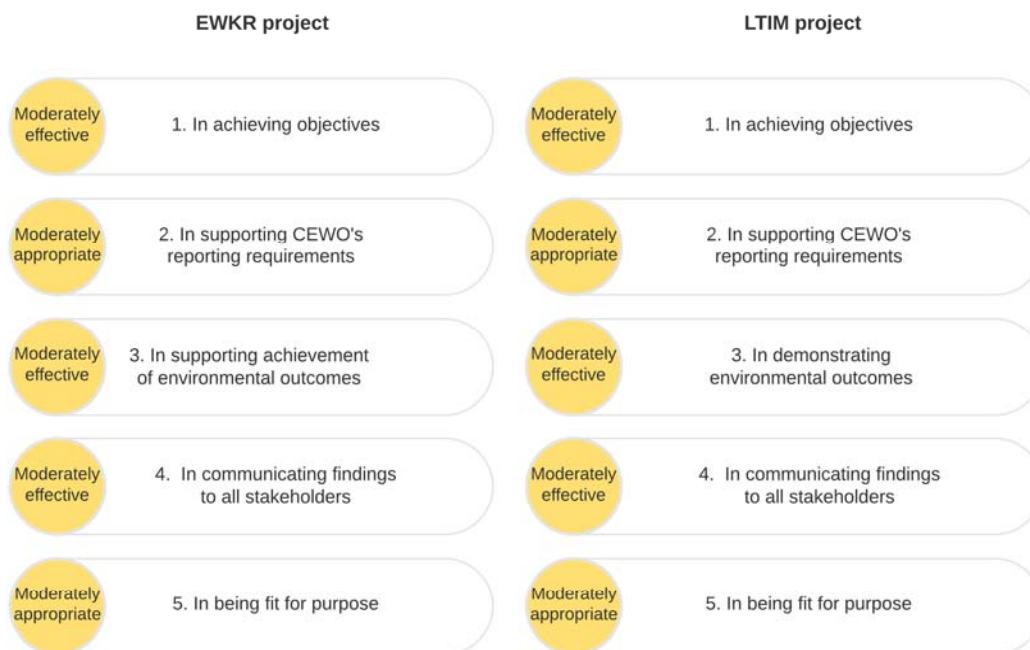 EWKR project
Moderately
effective
1. In achieving objectives
Moderately
appropriate
2. In supporting CEWO's
reporting requirements
Moderately
effective
3. In supporting achievement
of environmental outcomes
Moderately
effective
4. In communicating findings
to all stakeholders
Moderately
appropriate
5. In being fit for purpose
LTIM project
Moderately
effective
1. In achieving objectives
Moderately
appropriate
2. In supporting CEWO's
reporting requirements
Moderately
effective
3. In demonstrating
environmental outcomes
Moderately
effective
4. In communicating findings
to all stakeholders
Moderately
appropriate
5. In being fit for purpose